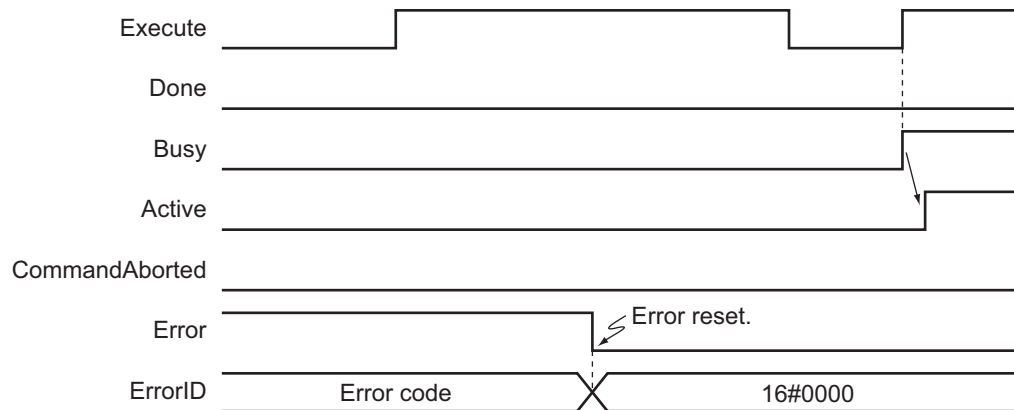 Execute
Done
Busy
Active
CommandAborted
Error
Error reset.
ErrorID
Error code
16#0000